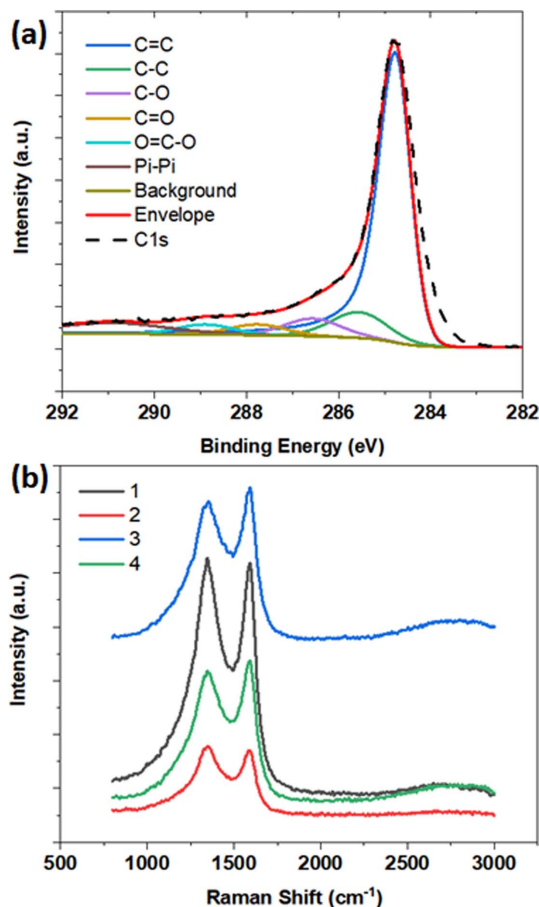 (a)
C=C
C-C
C-O
C=O
O=C-O
Pi-Pi
Background
Envelope
C1s
Intensity (a.u.)
292 290 288 286 284 282
Binding Energy (eV)
(b)
1
2
3
4
Intensity (a.u.)
500 1000 1500 2000 2500 3000
Raman Shift (cm⁻¹)